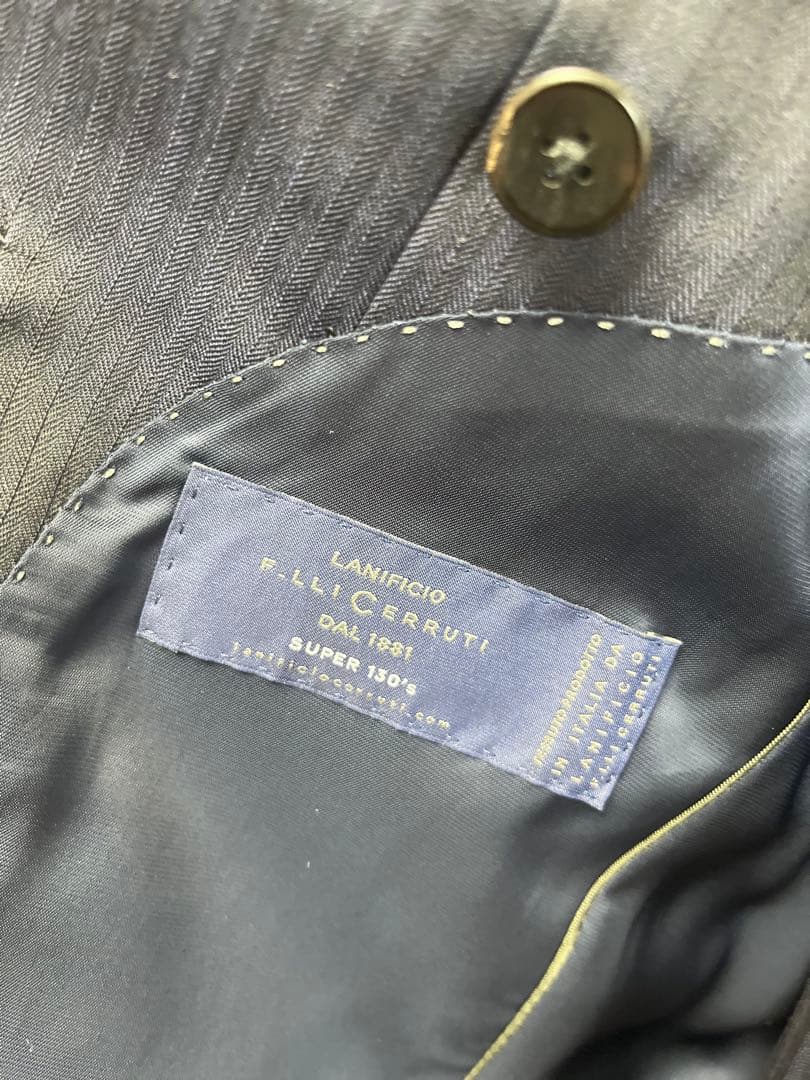 LANIFICIO
F.LLI CERRUTI
DAL 1881
SUPER 130'S
lanificiocerruti.com
TESSUTO PRODOTTO
IN ITALIA DA
LANIFICIO
F.LLI CERRUTI